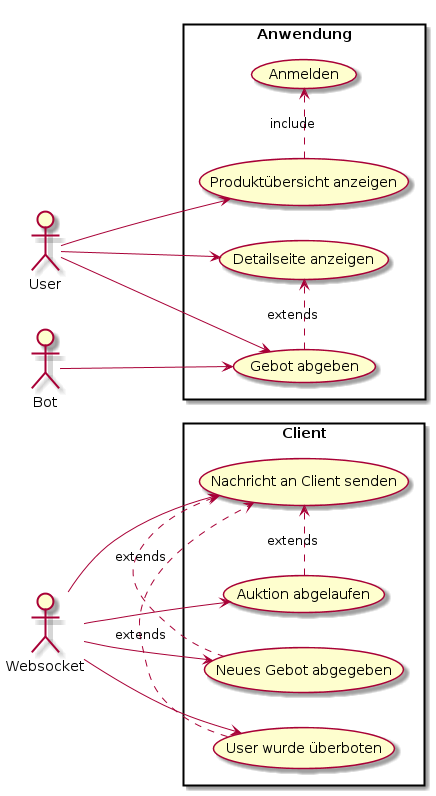 Anwendung
Anmelden
include
Produktübersicht anzeigen
User
Detailseite anzeigen
extends
Gebot abgeben
Bot
Client
Nachricht an Client senden
extends
extends
Auktion abgelaufen
extends
Websocket
Neues Gebot abgegeben
User wurde überboten